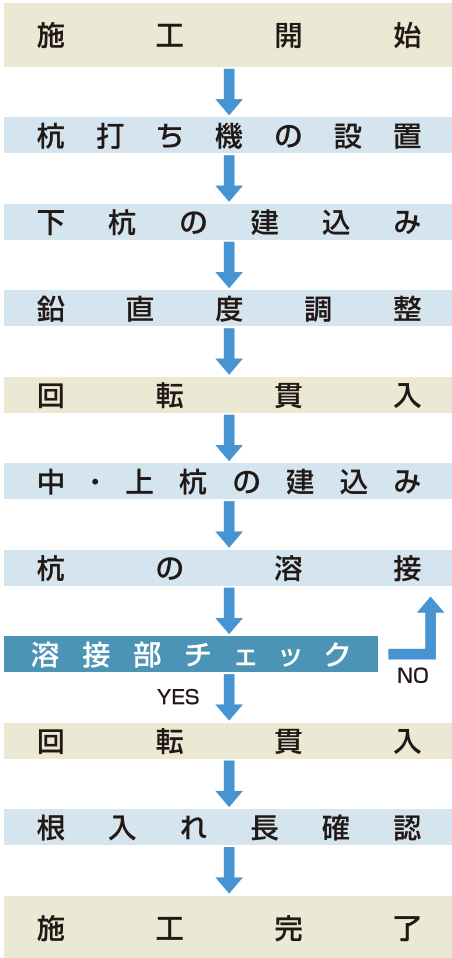 施工開始
杭打ち機の設置
下杭の建込み
鉛直度調整
回転貫入
中・上杭の建込み
杭の溶接
溶接部チェック
NO
YES
回転貫入
根入れ長確認
施工完了